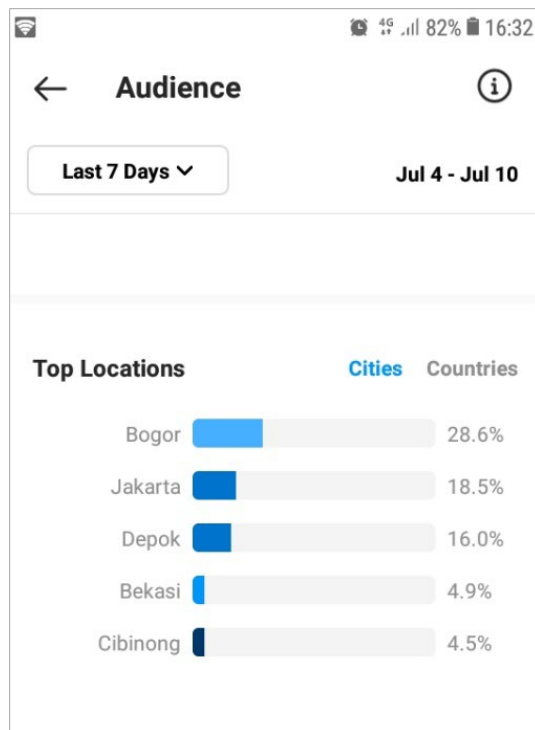 4G 82% 16:32
Audience
Last 7 Days Jul 4 - Jul 10
Top Locations Cities Countries
Bogor 28.6%
Jakarta 18.5%
Depok 16.0%
Bekasi 4.9%
Cibinong 4.5%